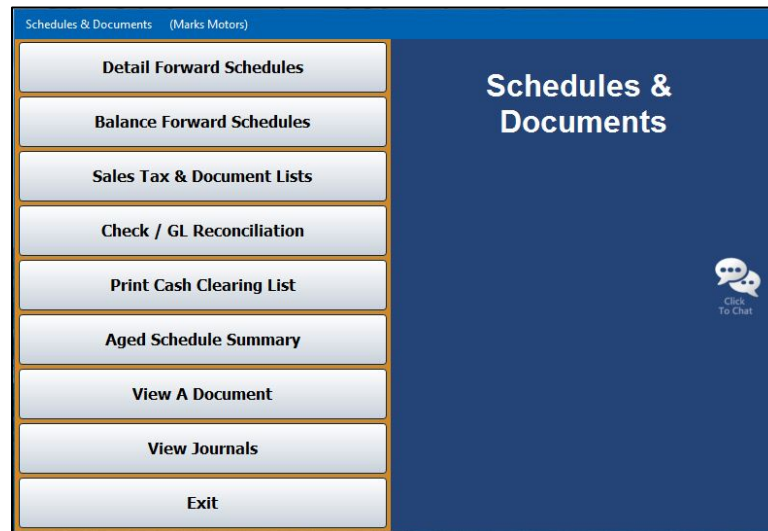 Schedules & Documents (Marks Motors)
Detail Forward Schedules
Balance Forward Schedules
Sales Tax & Document Lists
Check / GL Reconciliation
Print Cash Clearing List
Aged Schedule Summary
View A Document
View Journals
Exit
Schedules &
Documents
Click
To Chat